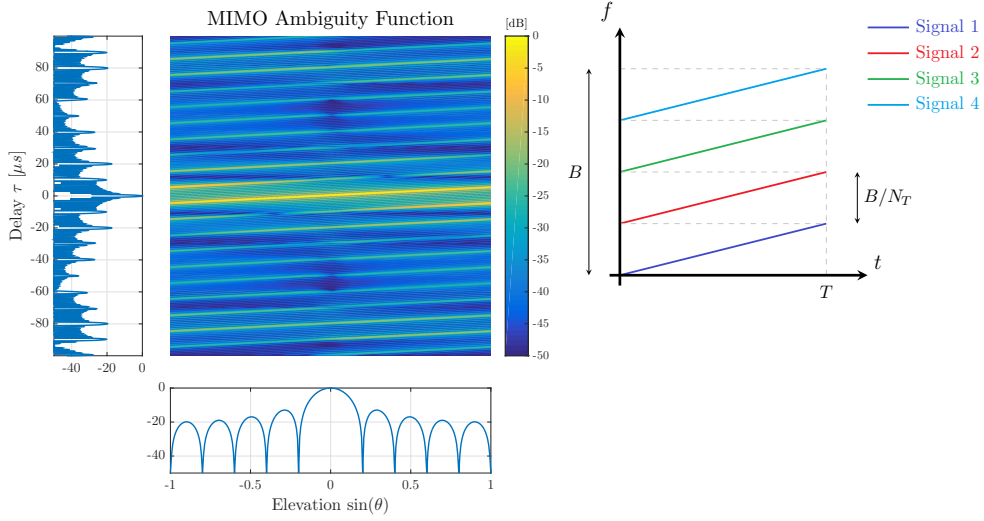 MIMO Ambiguity Function
[dB]
0
-5
-10
-15
-20
-25
-30
-35
-40
-45
-50
Delay τ [μs]
80
60
40
20
0
-20
-40
-60
-80
-40
-20
0
0
-20
-40
-1
-0.5
0
0.5
1
Elevation sin(θ)
f
B
B/N_T
t
T
Signal 1
Signal 2
Signal 3
Signal 4